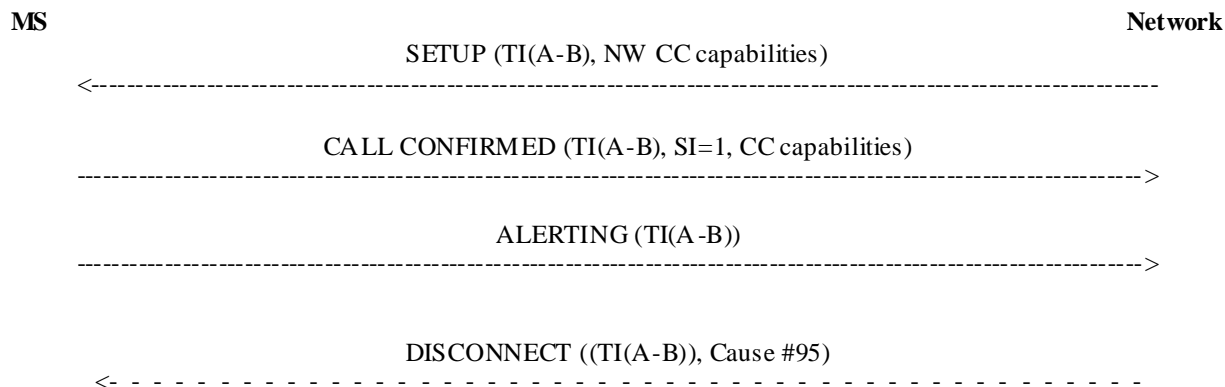 MS Network
SETUP (TI(A-B), NW CC capabilities)
CALL CONFIRMED (TI(A-B), SI=1, CC capabilities)
ALERTING (TI(A-B))
DISCONNECT ((TI(A-B)), Cause #95)